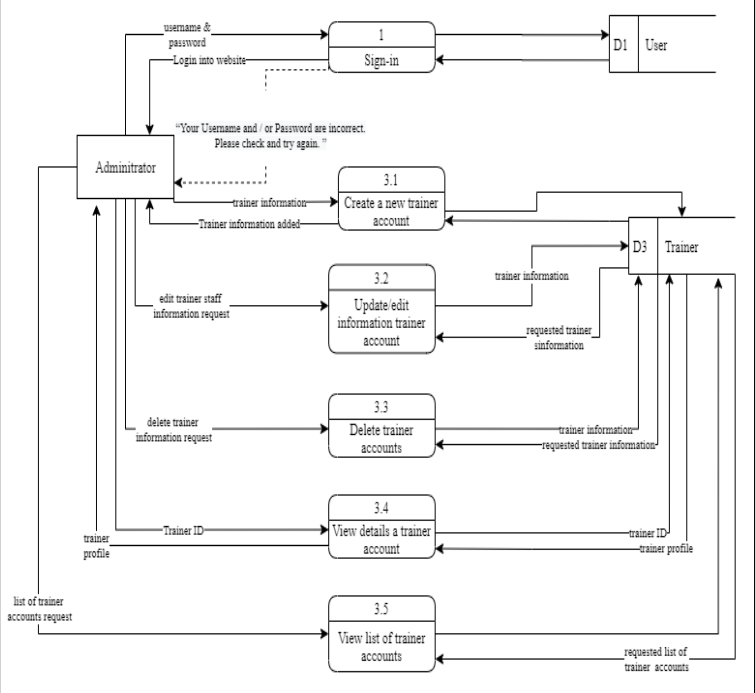 username &
password
1
Sign-in
Login into website
D1
User
“Your Username and / or Password are incorrect.
Please check and try again. ”
Adminitrator
3.1
Create a new trainer
account
trainer information
Trainer information added
D3
Trainer
3.2
Update/edit
information trainer
account
edit trainer staff
information request
trainer information
requested trainer
sinformation
3.3
Delete trainer
accounts
delete trainer
information request
trainer information
requested trainer information
3.4
View details a trainer
account
Trainer ID
trainer
profile
trainer ID
trainer profile
list of trainer
accounts request
3.5
View list of trainer
accounts
requested list of
trainer accounts